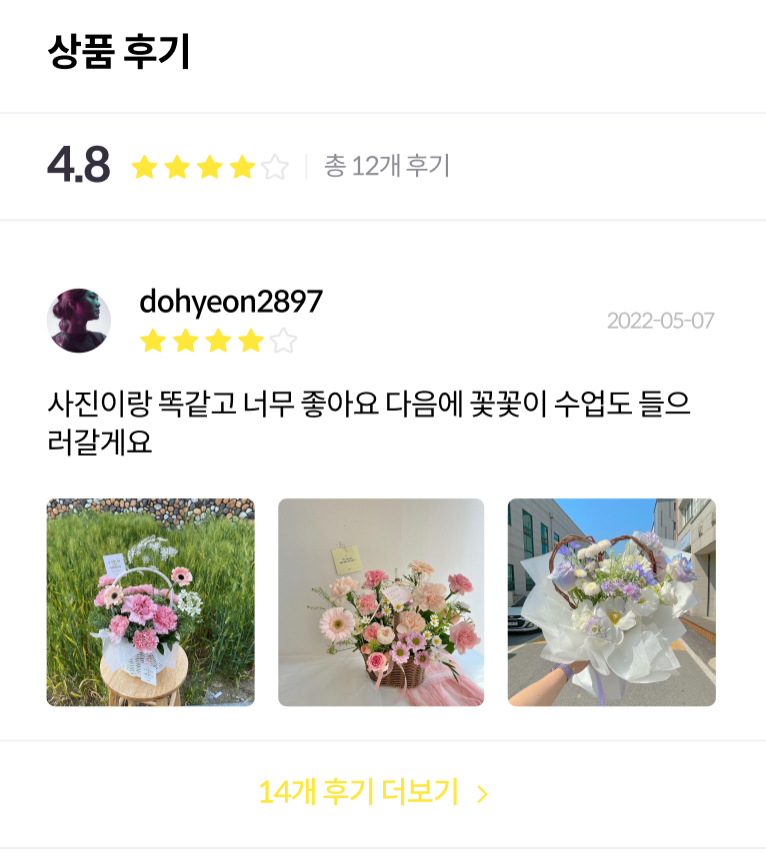 상품 후기
4.8 총 12개 후기
dohyeon2897
2022-05-07
사진이랑 똑같고 너무 좋아요 다음에 꽃꽃이 수업도 들으
러갈게요
14개 후기 더보기